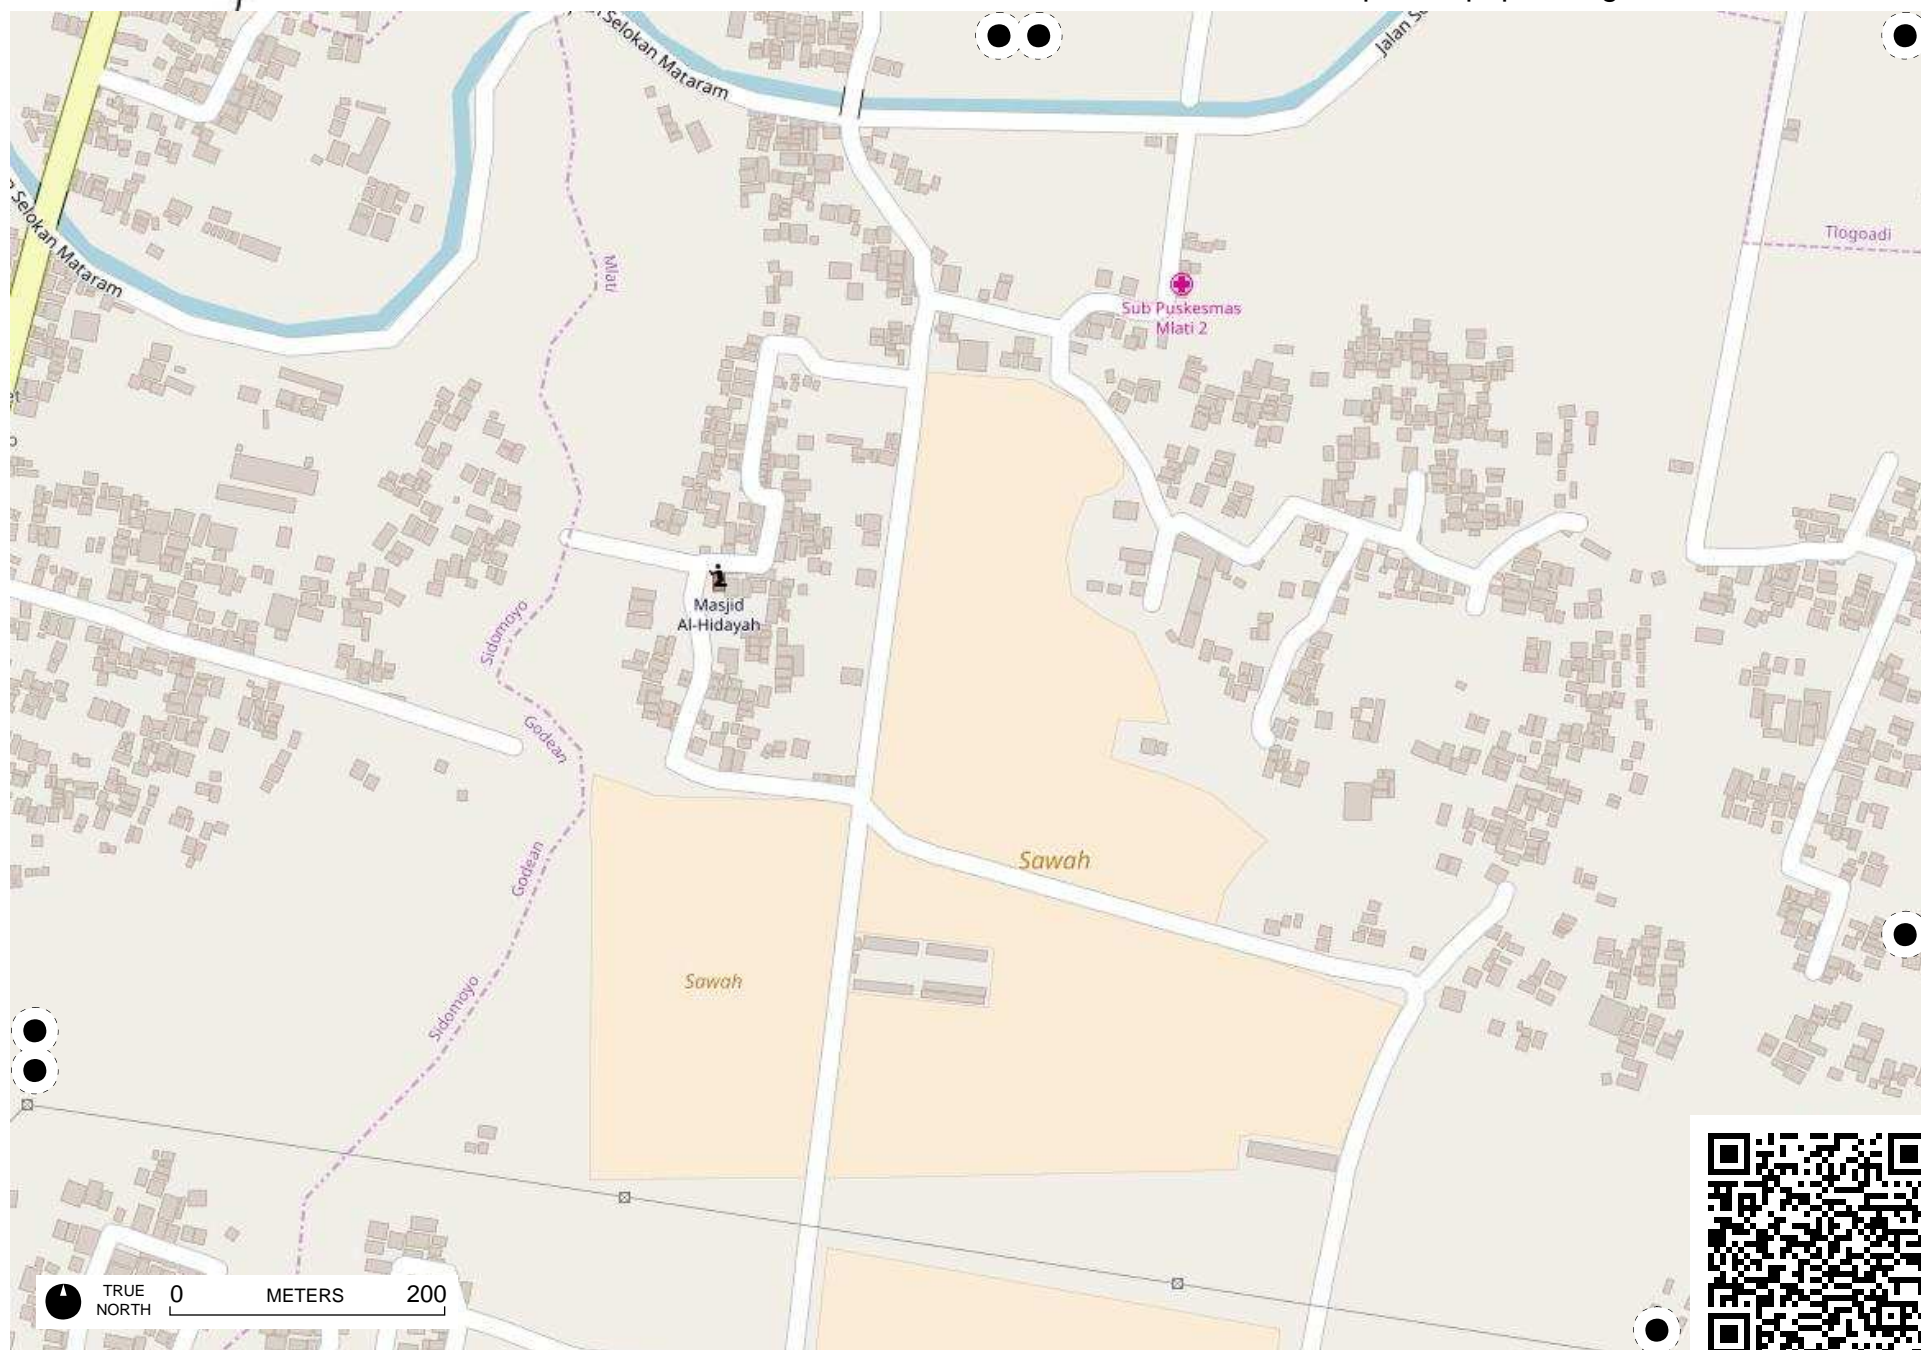 Selokan Mataram
Jalan S
Selokan Mataram
Mlati
Tlogoadi
Sub Puskesmas
Mlati 2
Masjid
Al-Hidayah
Sidomoyo
Godean
Godean
Sawah
Sawah
Sidomoyo
TRUE
NORTH
0 METERS 200